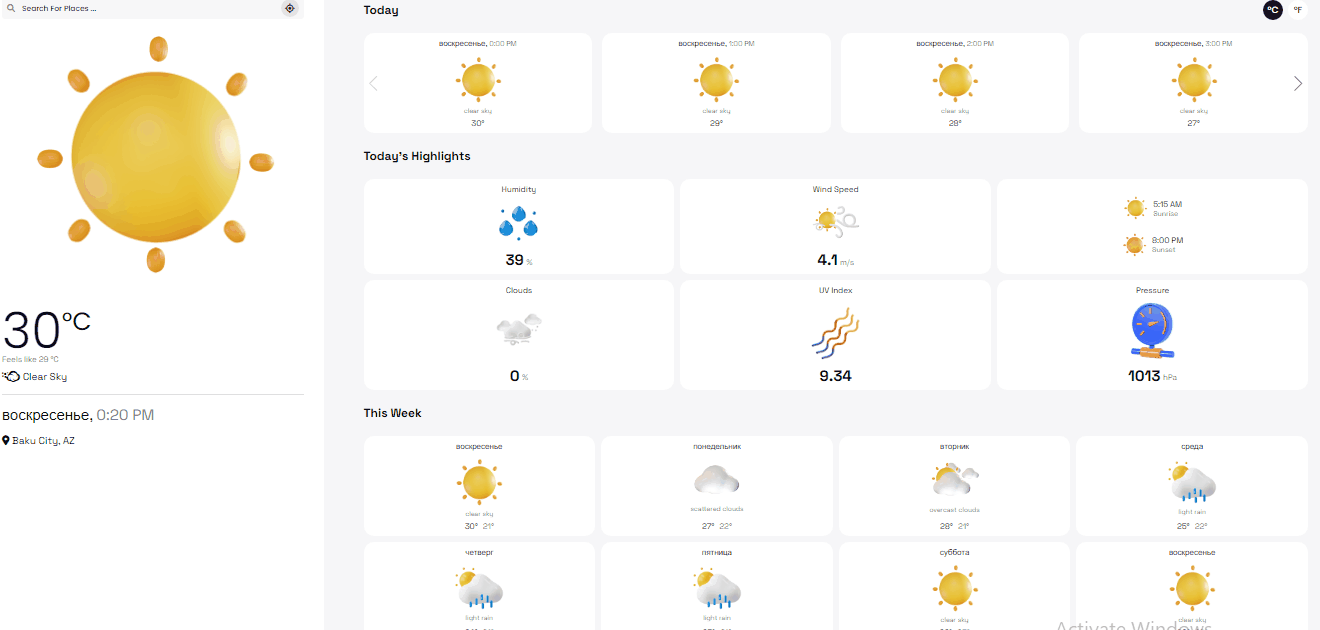 Search For Places ...
30°C
Feels like 29 °C
Clear Sky
воскресенье, 0:20 PM
Baku City, AZ
Today
°C °F
воскресенье, 0:00 PM
clear sky
30°
воскресенье, 1:00 PM
clear sky
29°
воскресенье, 2:00 PM
clear sky
28°
воскресенье, 3:00 PM
clear sky
27°
Today's Highlights
Humidity
39 %
Wind Speed
4.1 m/s
5:15 AM
Sunrise
8:00 PM
Sunset
Clouds
0 %
UV Index
9.34
Pressure
1013 hPa
This Week
воскресенье
clear sky
30° 21°
понедельник
scattered clouds
27° 22°
вторник
overcast clouds
28° 21°
среда
light rain
25° 22°
четверг
light rain
пятница
light rain
суббота
clear sky
воскресенье
clear sky
Activate Windows